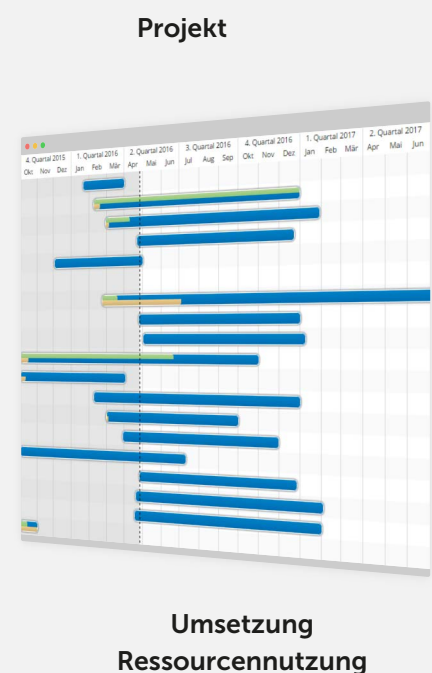 Projekt
4. Quartal 2015 1. Quartal 2016 2. Quartal 2016 3. Quartal 2016 4. Quartal 2016 1. Quartal 2017 2. Quartal 2017
Okt Nov Dez Jan Feb Mär Apr Mai Jun Jul Aug Sep Okt Nov Dez Jan Feb Mär Apr Mai Jun
Umsetzung
Ressourcennutzung